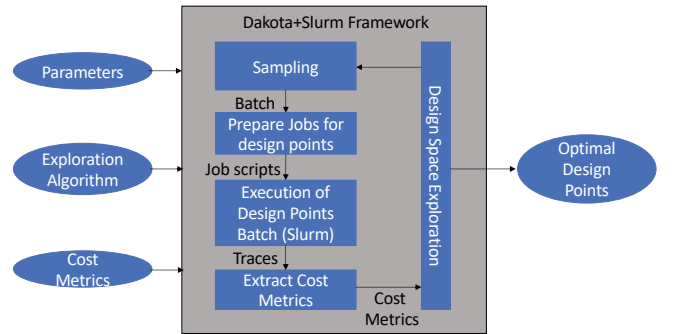 Dakota+Slurm Framework
Parameters
Exploration
Algorithm
Cost
Metrics
Sampling
Batch
Prepare Jobs for
design points
Job scripts
Execution of
Design Points
Batch (Slurm)
Traces
Extract Cost
Metrics
Cost
Metrics
Design Space Exploration
Optimal
Design
Points